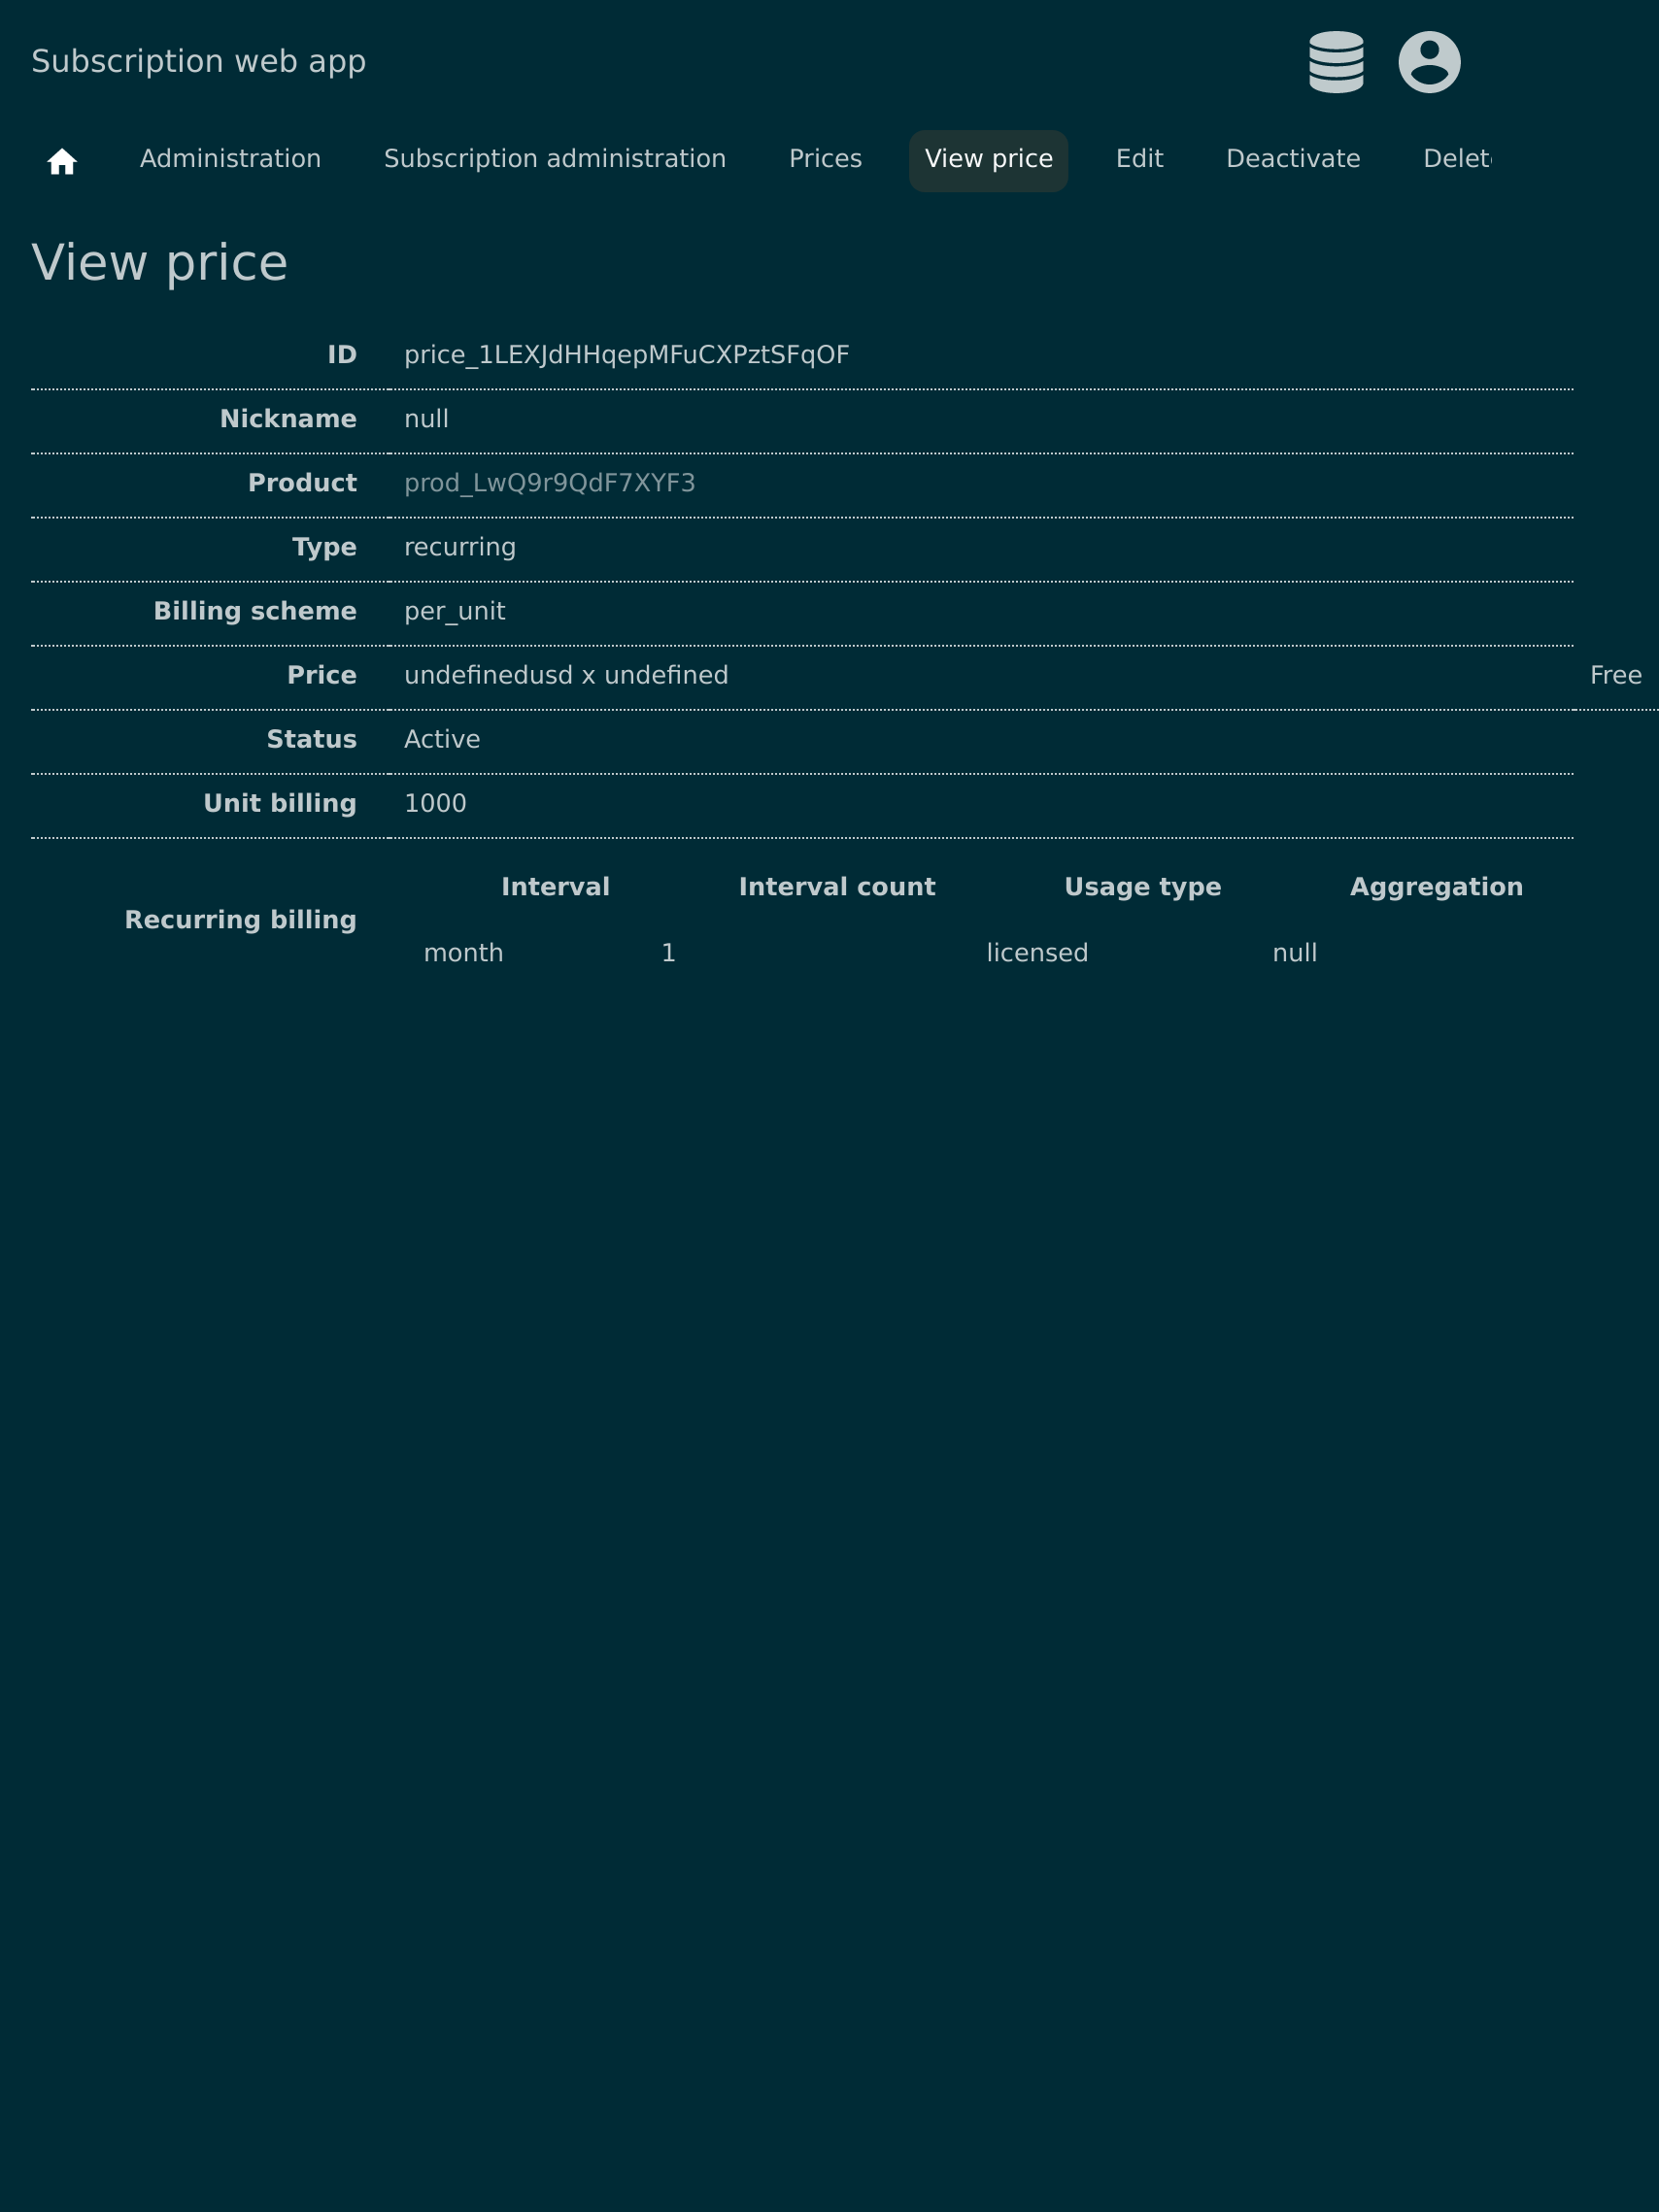 Subscription web app
Administration Subscription administration Prices View price Edit Deactivate Delet
View price
ID price_1LEXJdHHqepMFuCXPztSFqOF
Nickname null
Product prod_LwQ9r9QdF7XYF3
Type recurring
Billing scheme per_unit
Price undefinedusd x undefined Free
Status Active
Unit billing 1000
Interval Interval count Usage type Aggregation
Recurring billing
month 1 licensed null